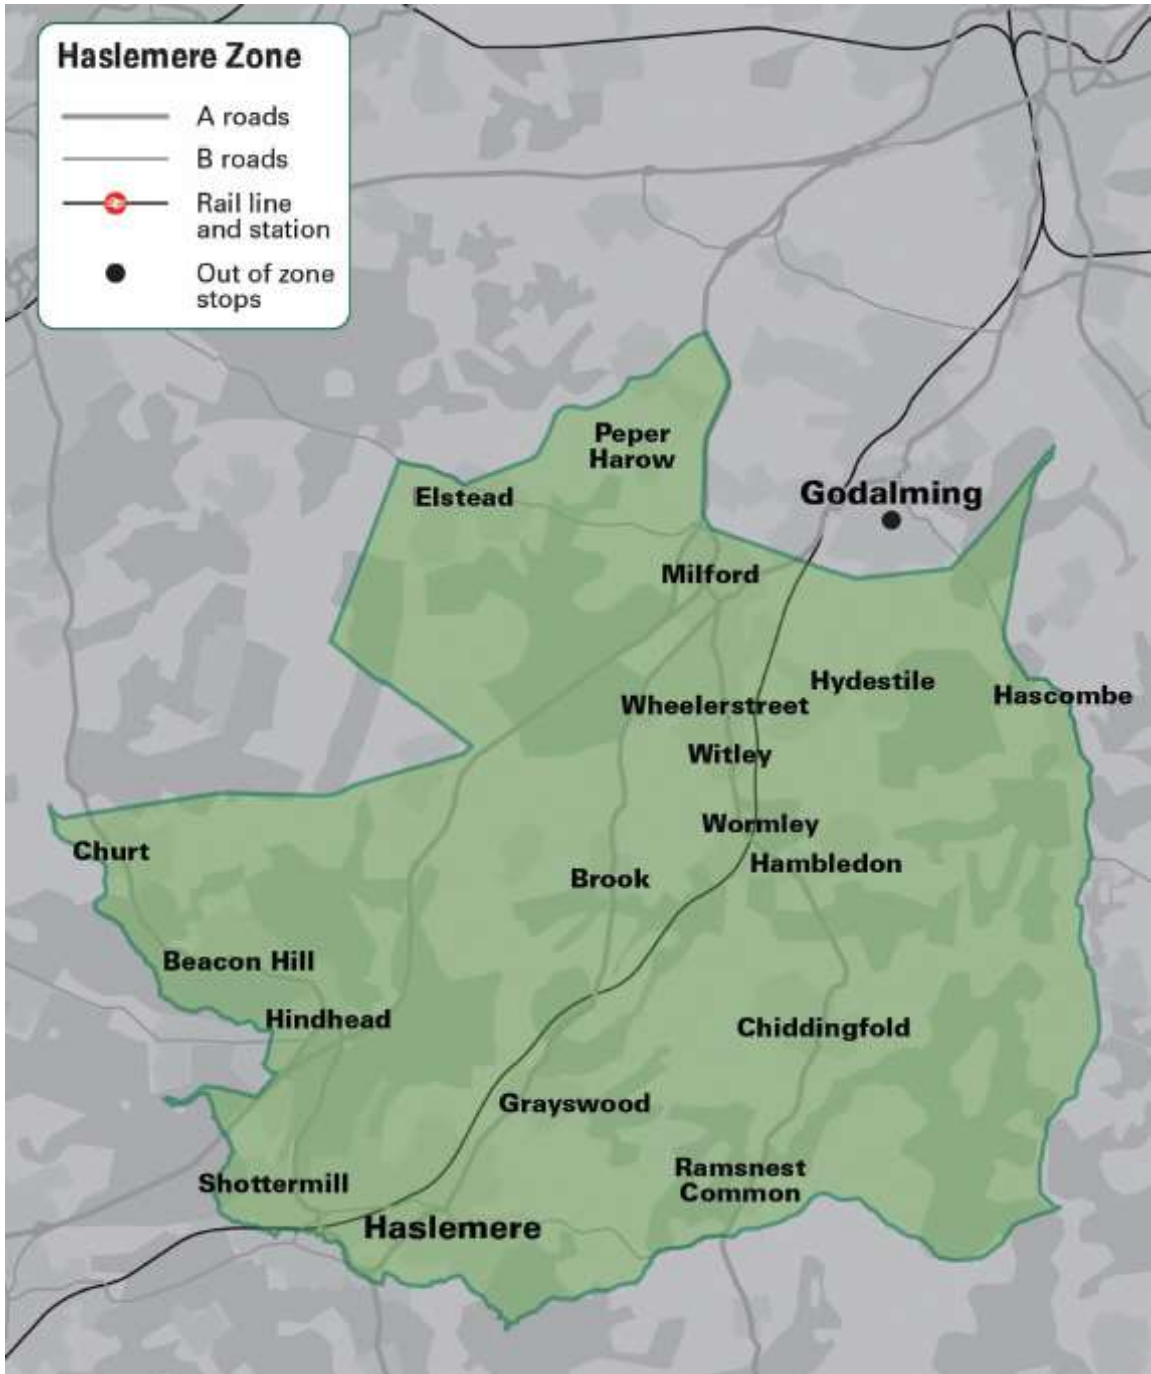 Haslemere Zone
A roads
B roads
Rail line
and station
Out of zone
stops
Peper
Harow
Elstead
Godalming
Milford
Hydestile
Hascombe
Wheelerstreet
Witley
Wormley
Churt
Hambledon
Brook
Beacon Hill
Hindhead
Chiddingfold
Grayswood
Ramsnest
Common
Shottermill
Haslemere